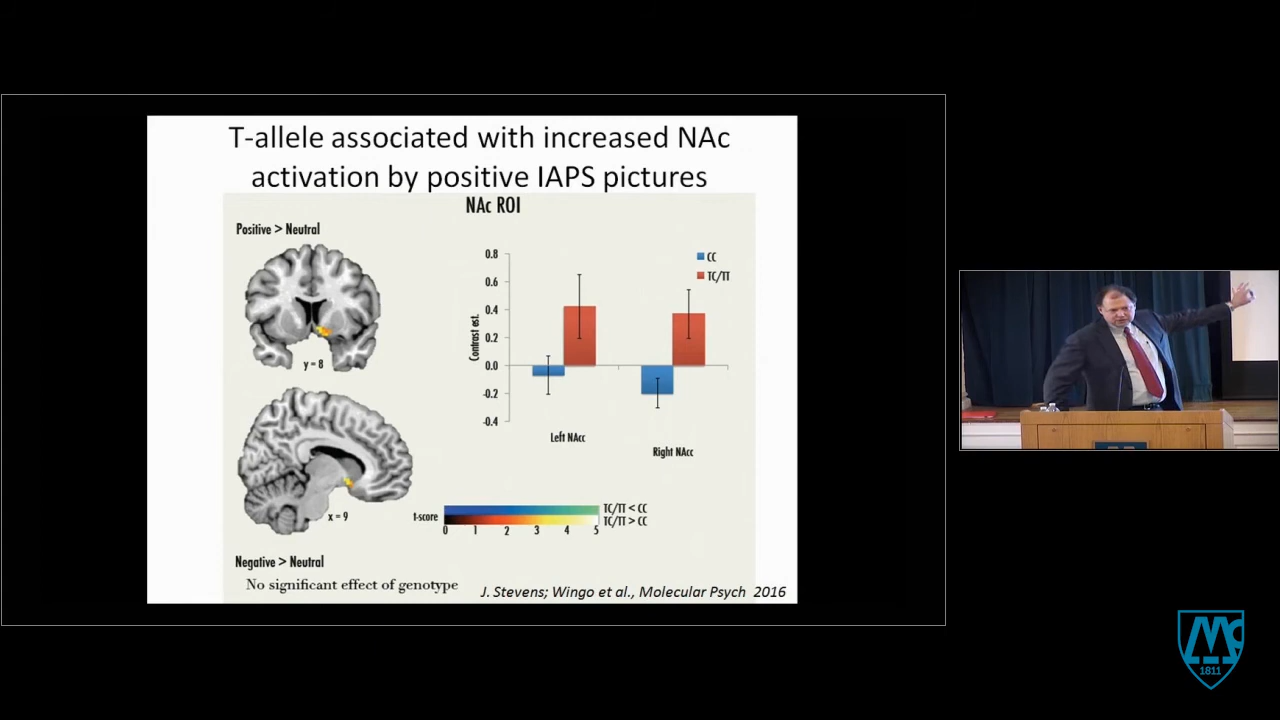 T-allele associated with increased NAc
activation by positive IAPS pictures
NAc ROI
Positive > Neutral
y = 8
x = 9
0.8
0.6
0.4
0.2
0.0
-0.2
-0.4
Contrast est.
CC
TC/TT
Left NAcc
Right NAcc
t-score
TC/TT < CC
TC/TT > CC
0 1 2 3 4 5
Negative > Neutral
No significant effect of genotype
J. Stevens; Wingo et al., Molecular Psych 2016
1811